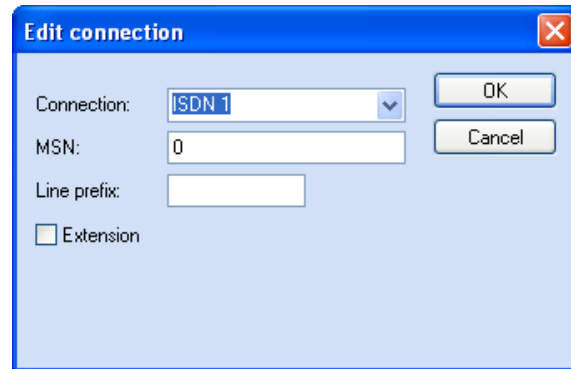 Edit connection
Connection: ISDN 1 OK
MSN: 0 Cancel
Line prefix:
Extension